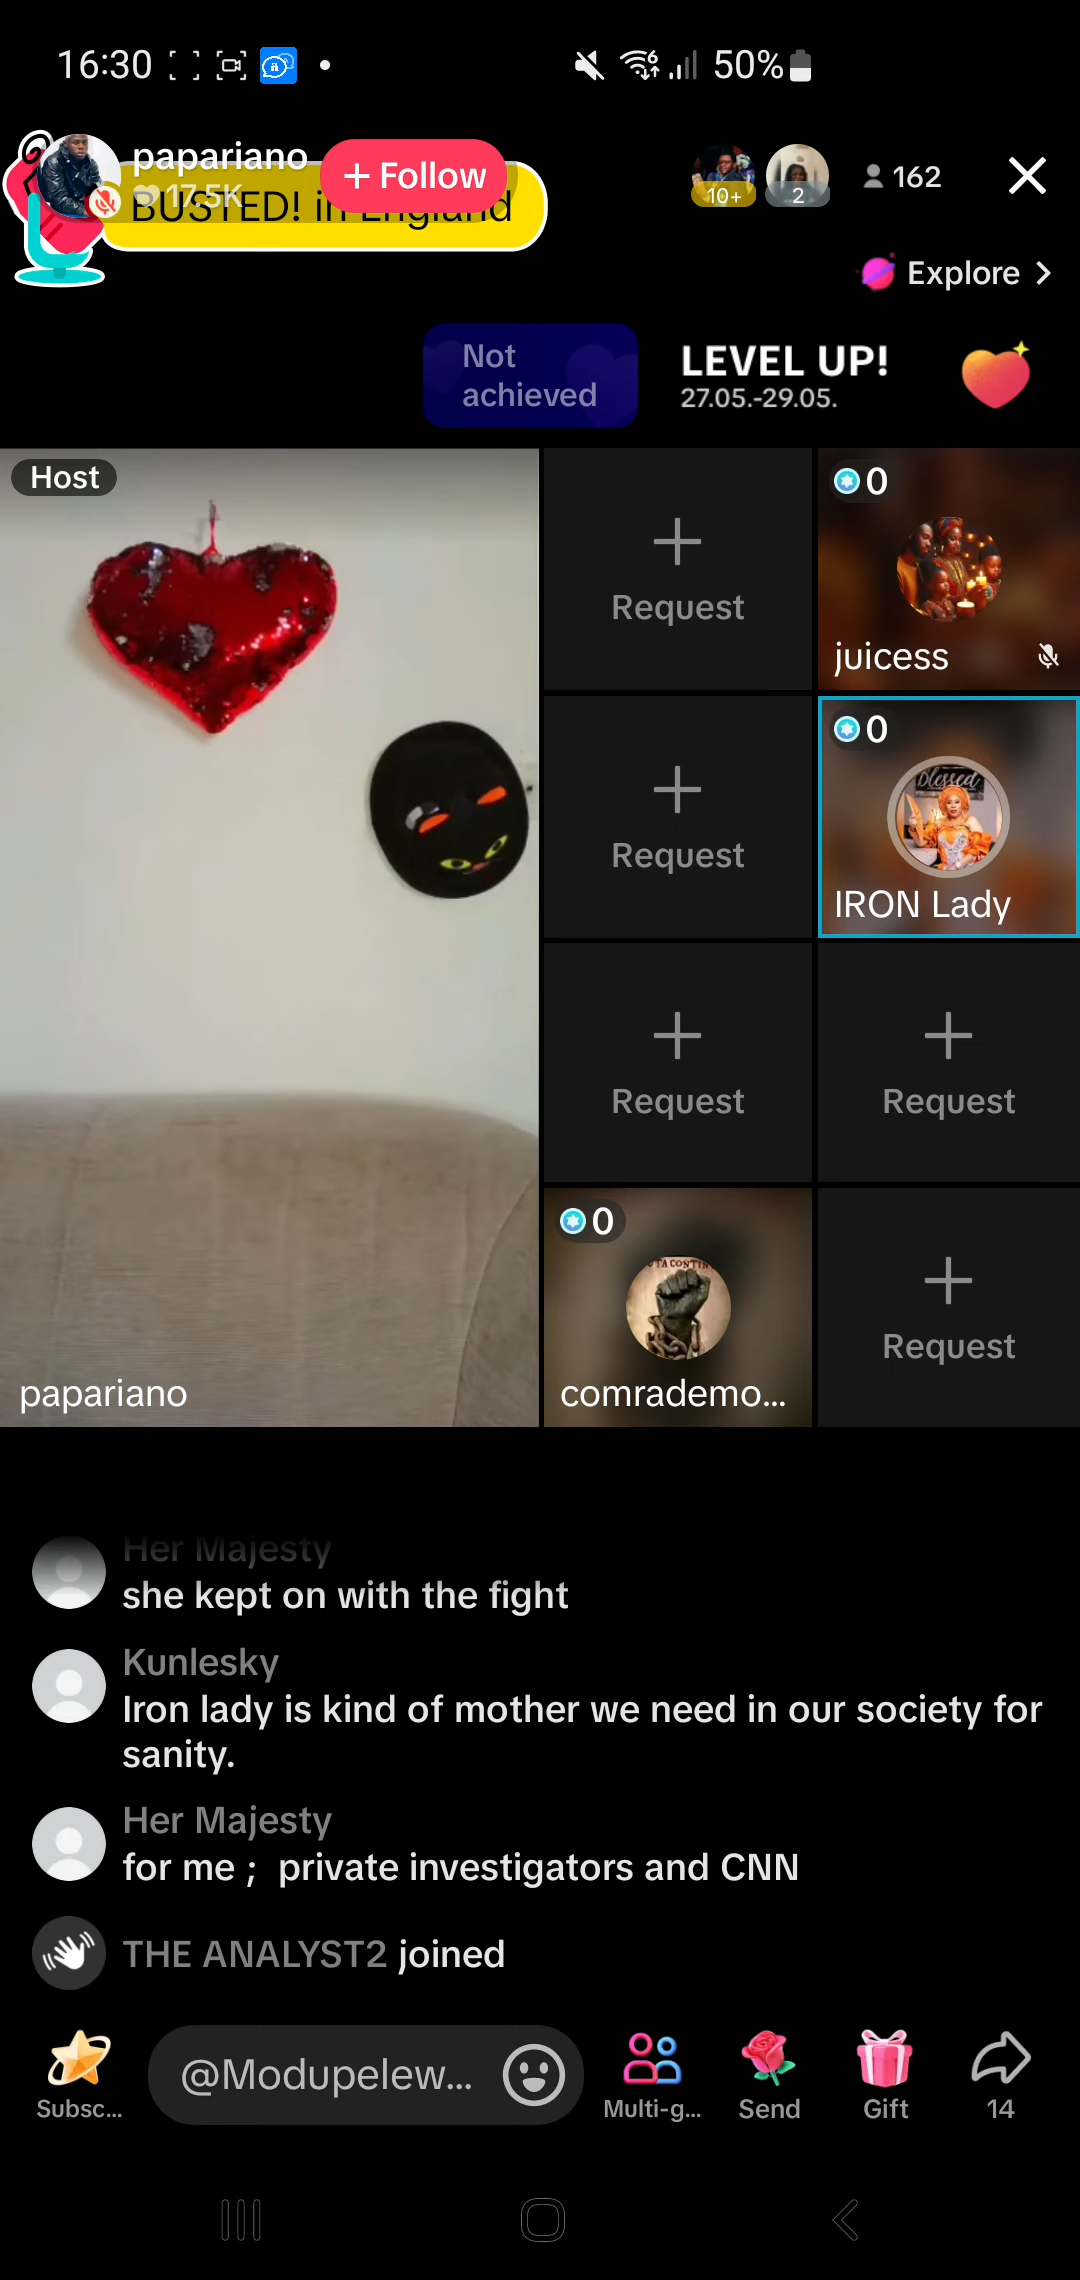 16:30
50%
papariano
17.5K
+ Follow
BUSTED! in England
10+
2
162
Explore >
Not
achieved
LEVEL UP!
27.05.-29.05.
Host
papariano
Request
0
juicess
Request
Blessed
0
IRON Lady
Request
Request
0
comrademo...
Request
Her Majesty
she kept on with the fight
Kunlesky
Iron lady is kind of mother we need in our society for
sanity.
Her Majesty
for me ; private investigators and CNN
THE ANALYST2 joined
Subsc...
@Modupelew...
Multi-g...
Send
Gift
14